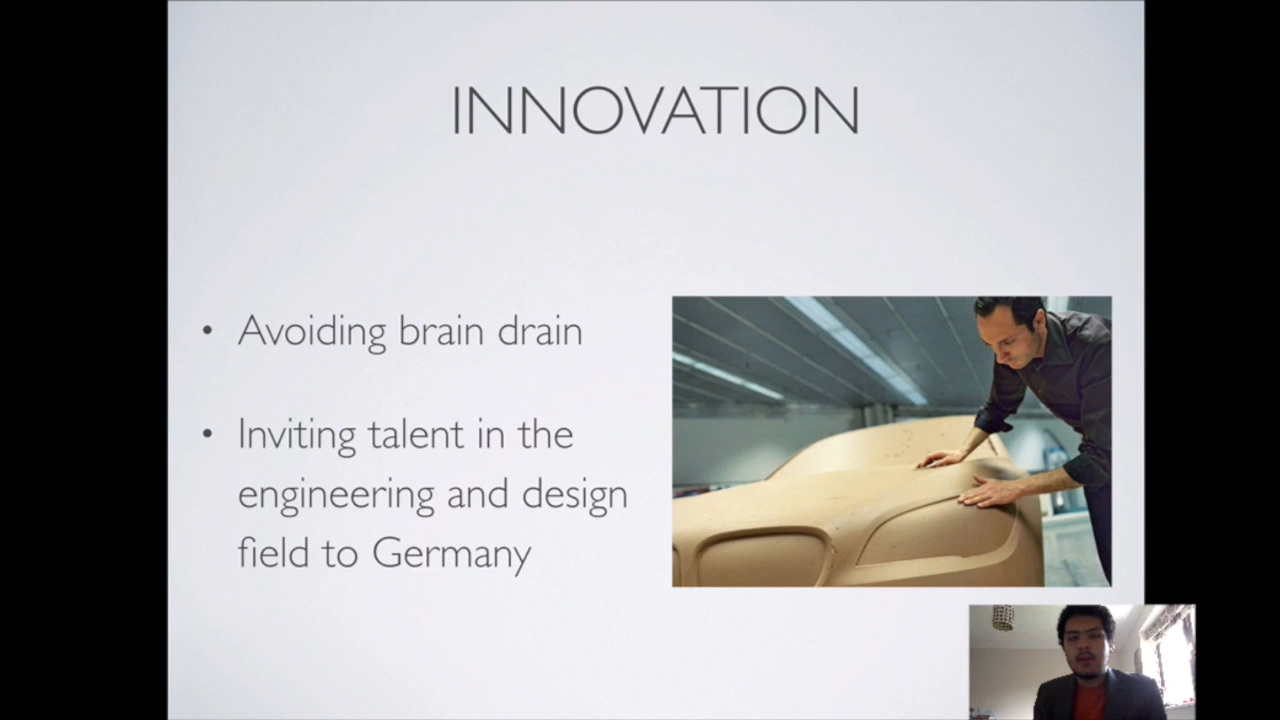 INNOVATION
• Avoiding brain drain
• Inviting talent in the
engineering and design
field to Germany